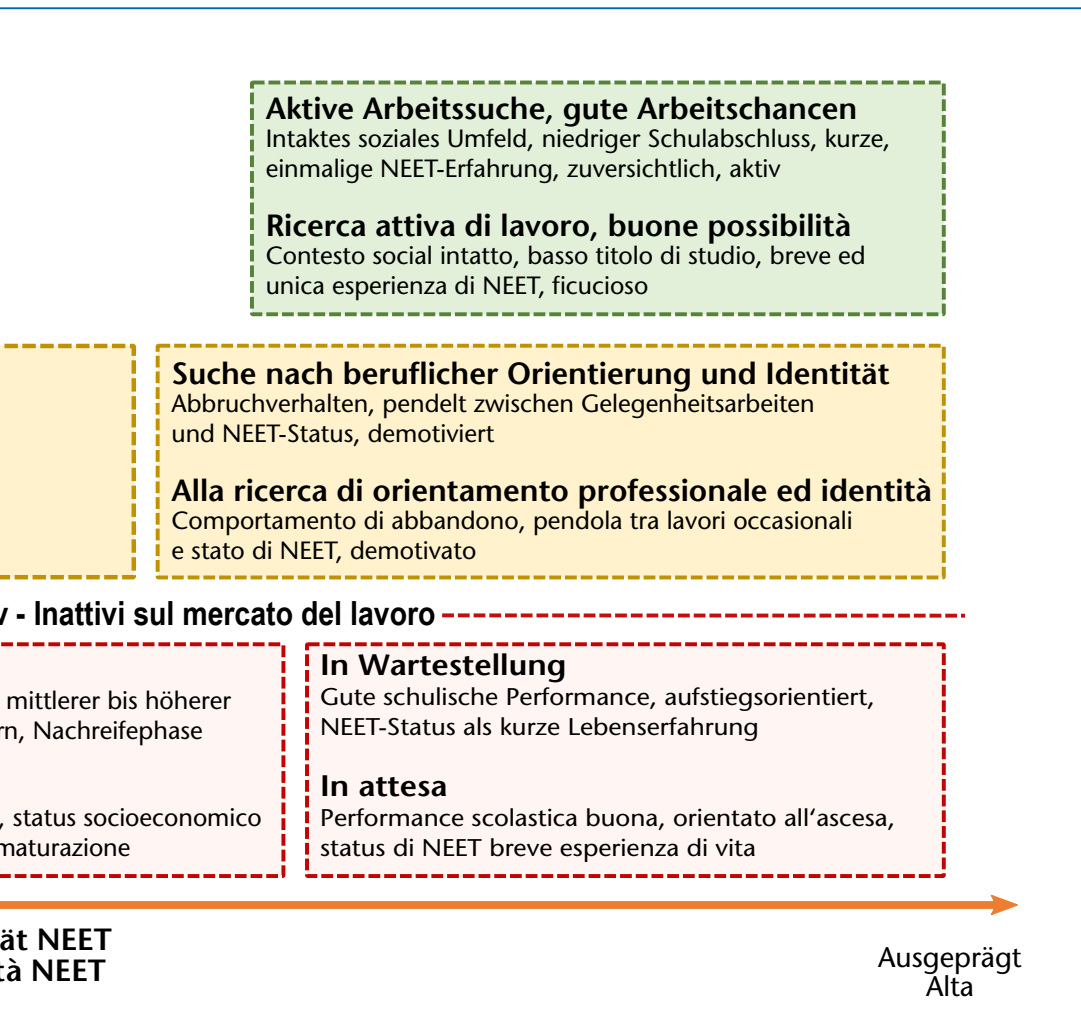 Aktive Arbeitssuche, gute Arbeitschancen
Intaktes soziales Umfeld, niedriger Schulabschluss, kurze,
einmalige NEET-Erfahrung, zuversichtlich, aktiv
Ricerca attiva di lavoro, buone possibilità
Contesto social intatto, basso titolo di studio, breve ed
unica esperienza di NEET, ficucioso
Suche nach beruflicher Orientierung und Identität
Abbruchverhalten, pendelt zwischen Gelegenheitsarbeiten
und NEET-Status, demotiviert
Alla ricerca di orientamento professionale ed identità
Comportamento di abbandono, pendola tra lavori occasionali
e stato di NEET, demotivato
v - Inattivi sul mercato del lavoro
mittlerer bis höherer
rn, Nachreifephase
, status socioeconomico
maturazione
In Wartestellung
Gute schulische Performance, aufstiegsorientiert,
NEET-Status als kurze Lebenserfahrung
In attesa
Performance scolastica buona, orientato all'ascesa,
status di NEET breve esperienza di vita
ät NEET
tà NEET
Ausgeprägt
Alta